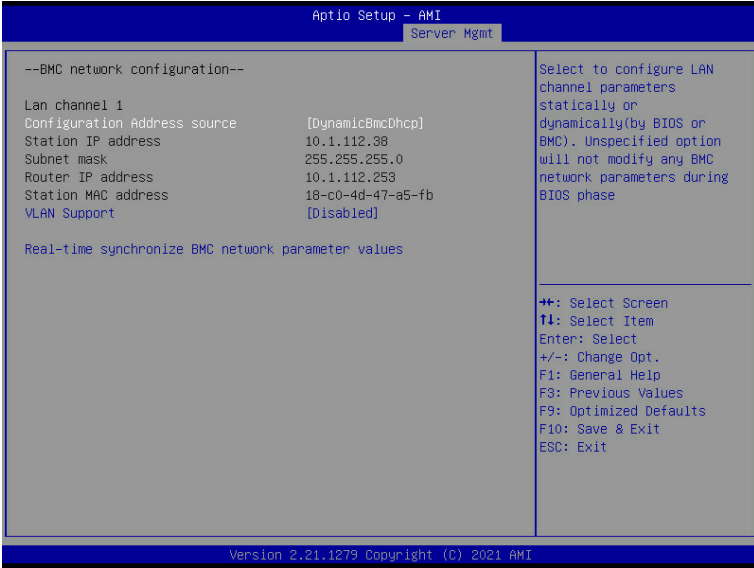 Aptio Setup – AMI
Server Mgmt
--BMC network configuration--
Lan channel 1
Configuration Address source [DynamicBmcDhcp]
Station IP address 10.1.112.38
Subnet mask 255.255.255.0
Router IP address 10.1.112.253
Station MAC address 18-c0-4d-47-a5-fb
VLAN Support [Disabled]
Real-time synchronize BMC network parameter values
Select to configure LAN
channel parameters
statically or
dynamically(by BIOS or
BMC). Unspecified option
will not modify any BMC
network parameters during
BIOS phase
→←: Select Screen
↑↓: Select Item
Enter: Select
+/-: Change Opt.
F1: General Help
F3: Previous Values
F9: Optimized Defaults
F10: Save & Exit
ESC: Exit
Version 2.21.1279 Copyright (C) 2021 AMI